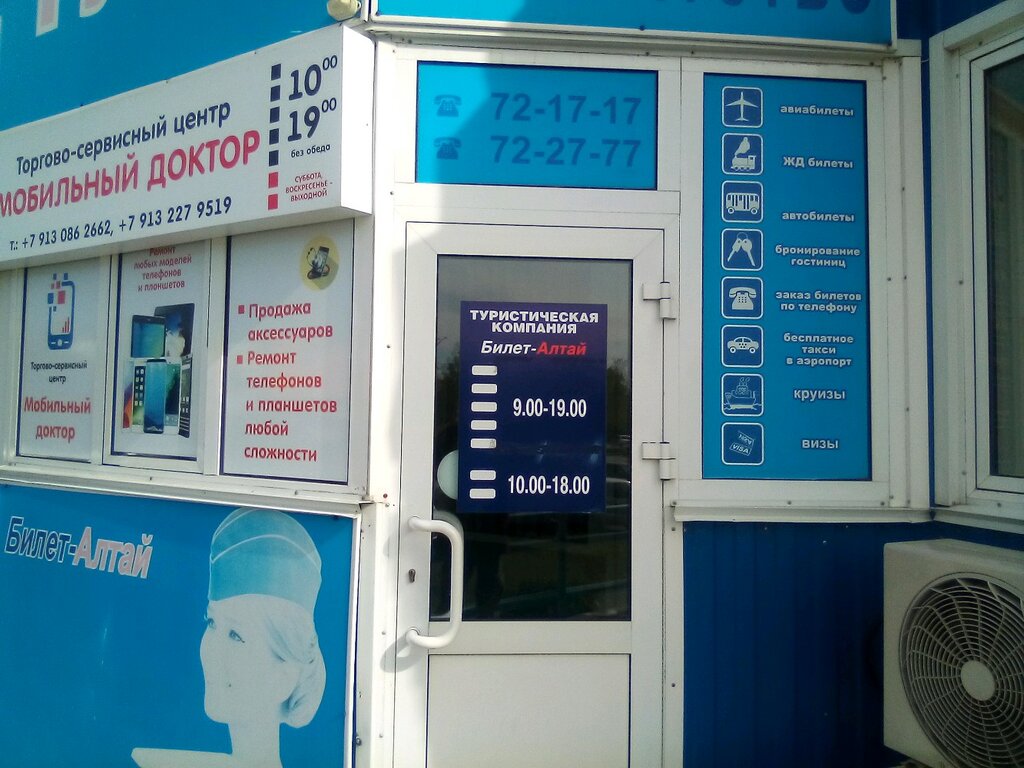 Торгово-сервисный центр
МОБИЛЬНЫЙ ДОКТОР
т.: +7 913 086 2662, +7 913 227 9519
10 00
19 00
без обеда
СУББОТА,
ВОСКРЕСЕНЬЕ -
ВЫХОДНОЙ
Торгово-сервисный
центр
Мобильный
доктор
Ремонт
любых моделей
телефонов
и планшетов
Продажа
аксессуаров
Ремонт
телефонов
и планшетов
любой
сложности
Билет-Алтай
72-17-17
72-27-77
ТУРИСТИЧЕСКАЯ
КОМПАНИЯ
Билет-Алтай
9.00-19.00
10.00-18.00
авиабилеты
ЖД билеты
автобилеты
бронирование
гостиниц
заказ билетов
по телефону
бесплатное
такси
в аэропорт
круизы
VISA
визы